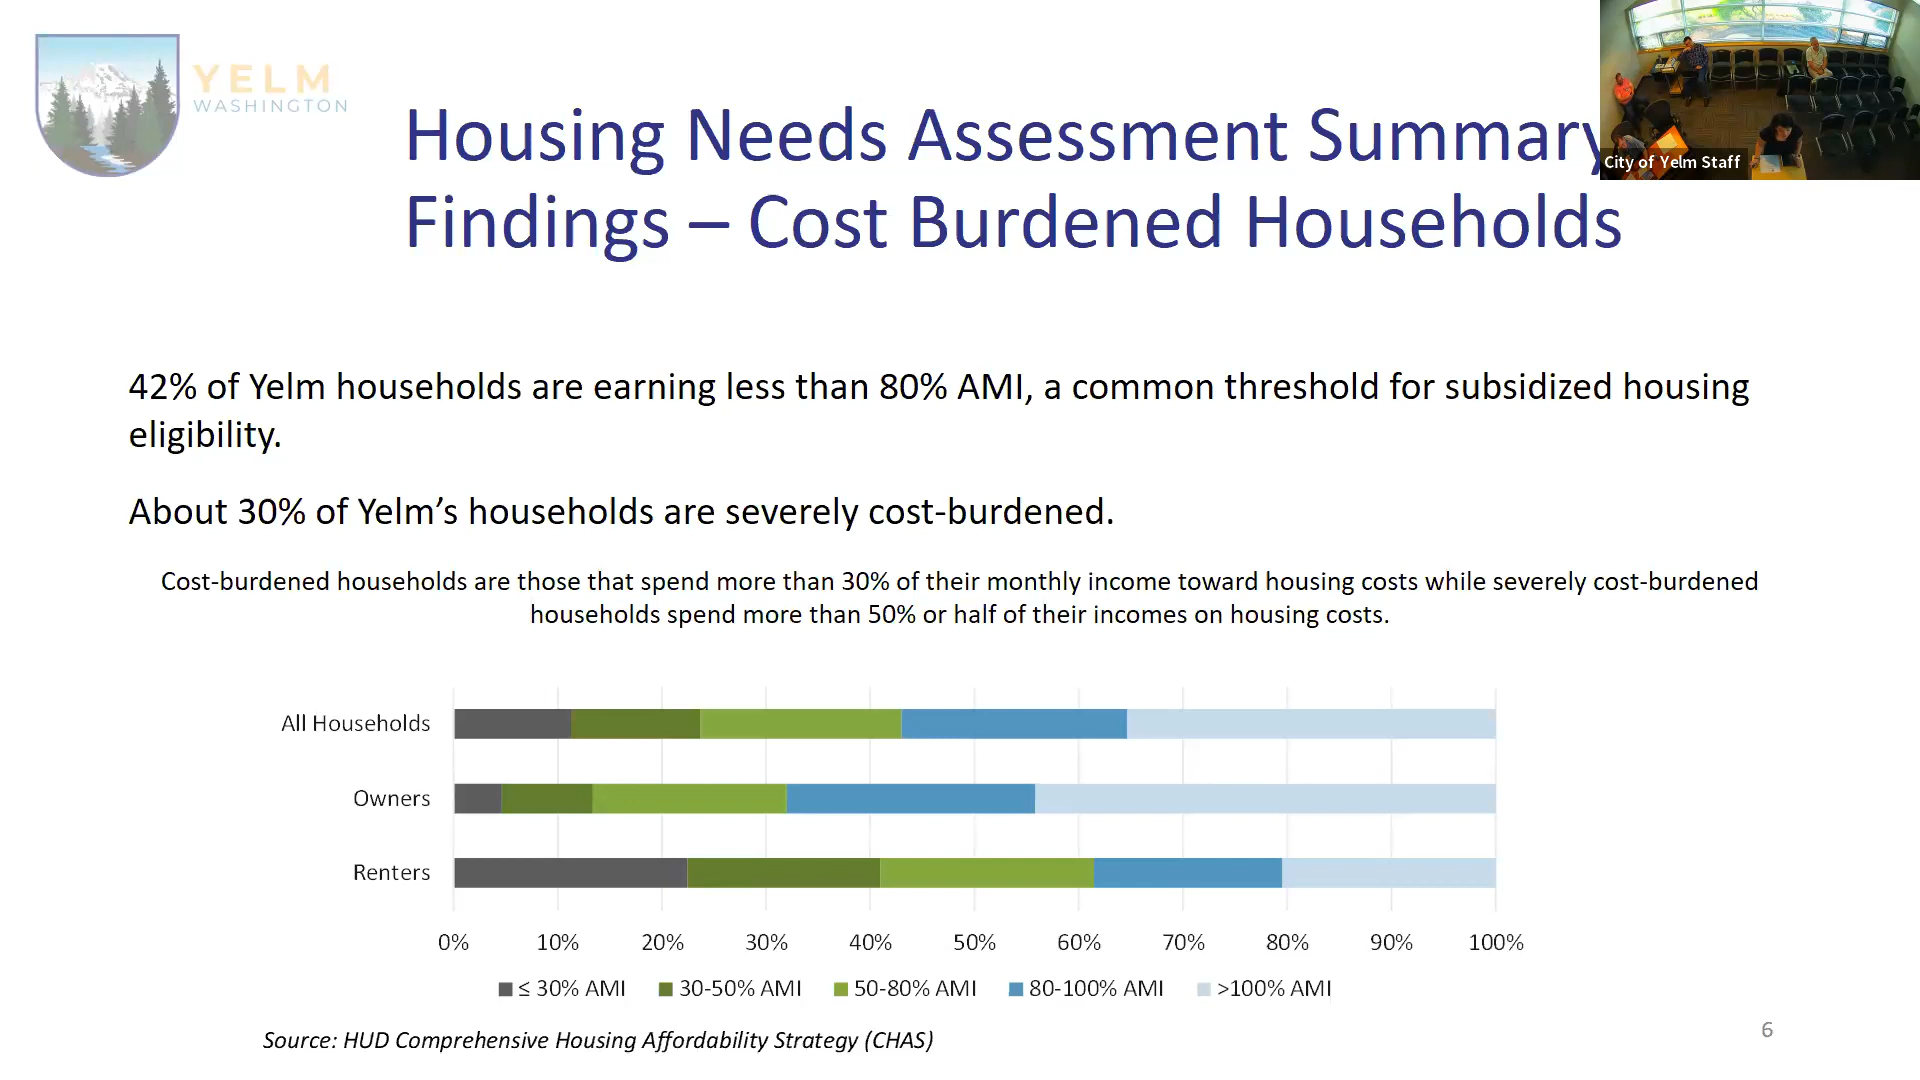 YELM
WASHINGTON
Housing Needs Assessment Summary
Findings – Cost Burdened Households
City of Yelm Staff
42% of Yelm households are earning less than 80% AMI, a common threshold for subsidized housing
eligibility.
About 30% of Yelm’s households are severely cost-burdened.
Cost-burdened households are those that spend more than 30% of their monthly income toward housing costs while severely cost-burdened
households spend more than 50% or half of their incomes on housing costs.
All Households
Owners
Renters
0% 10% 20% 30% 40% 50% 60% 70% 80% 90% 100%
≤ 30% AMI 30-50% AMI 50-80% AMI 80-100% AMI >100% AMI
Source: HUD Comprehensive Housing Affordability Strategy (CHAS)
6